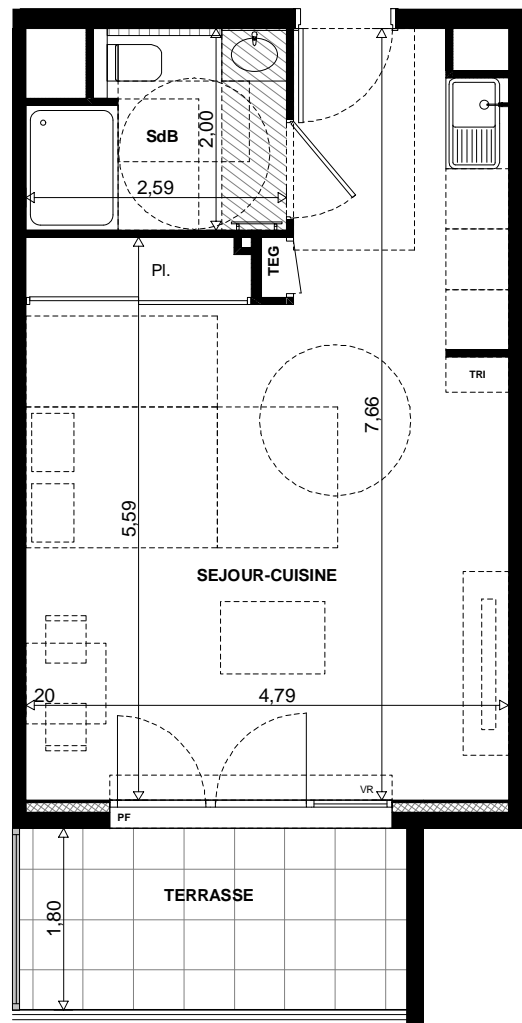 SdB
2,00
2,59
TEG
Pl.
TRI
7,66
5,59
SEJOUR-CUISINE
20
4,79
VR
PF
TERRASSE
1,80